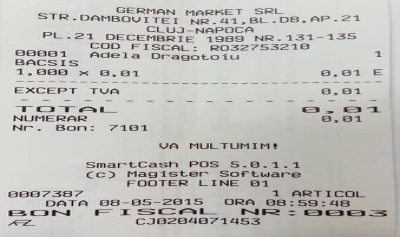 GERMAN MARKET SRL
STR.DAMBOVITEI NR.41,BL.D8,AP.21
CLUJ-NAPOCA
PL.21 DECEMBRIE 1989 NR.131-135
COD FISCAL: RO32753210
00001 Adela Dragotoiu 1
BACSIS
1,000 x 0,01 0,01 E
EXCEPT TVA 0,01
TOTAL 0,01
NUMERAR 0,01
Nr. Bon: 7101
VA MULTUMIM!
SmartCash POS 5.0.1.1
(c) Magister Software
FOOTER LINE 01
0007387 1 ARTICOL
DATA 08-05-2015 ORA 08:59:48
BON FISCAL NR:0003
CJ0204071453